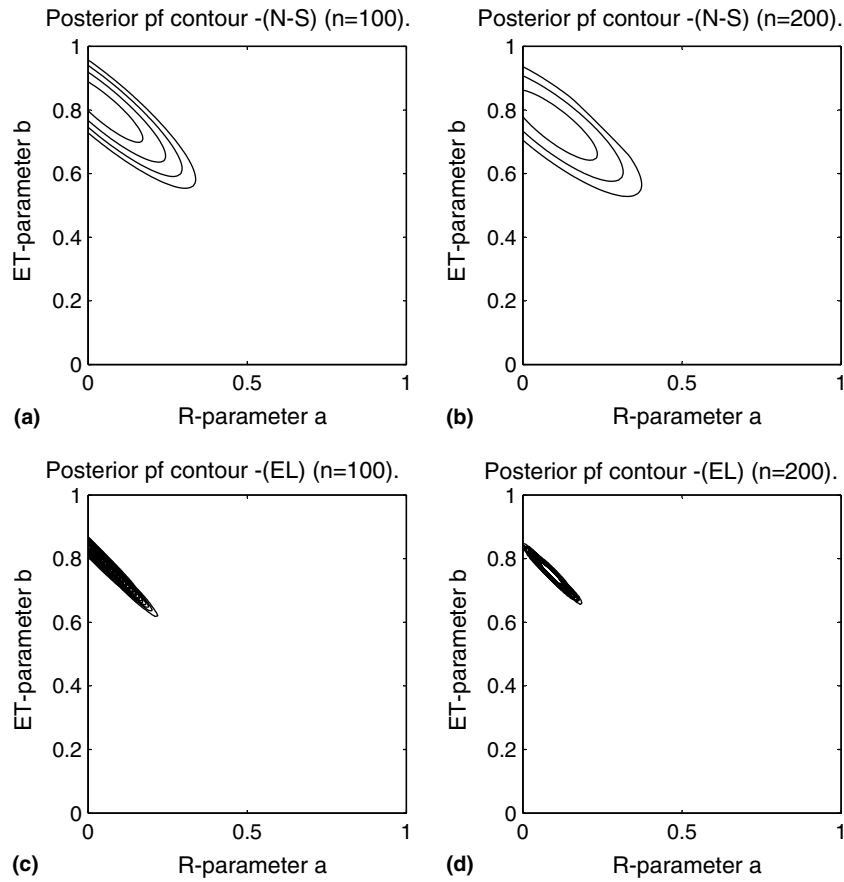 Posterior pf contour -(N-S) (n=100).
1
0.8
0.6
0.4
0.2
0
ET-parameter b
0
0.5
1
R-parameter a
(a)
Posterior pf contour -(N-S) (n=200).
1
0.8
0.6
0.4
0.2
0
ET-parameter b
0
0.5
1
R-parameter a
(b)
Posterior pf contour -(EL) (n=100).
1
0.8
0.6
0.4
0.2
0
ET-parameter b
0
0.5
1
R-parameter a
(c)
Posterior pf contour -(EL) (n=200).
1
0.8
0.6
0.4
0.2
0
ET-parameter b
0
0.5
1
R-parameter a
(d)